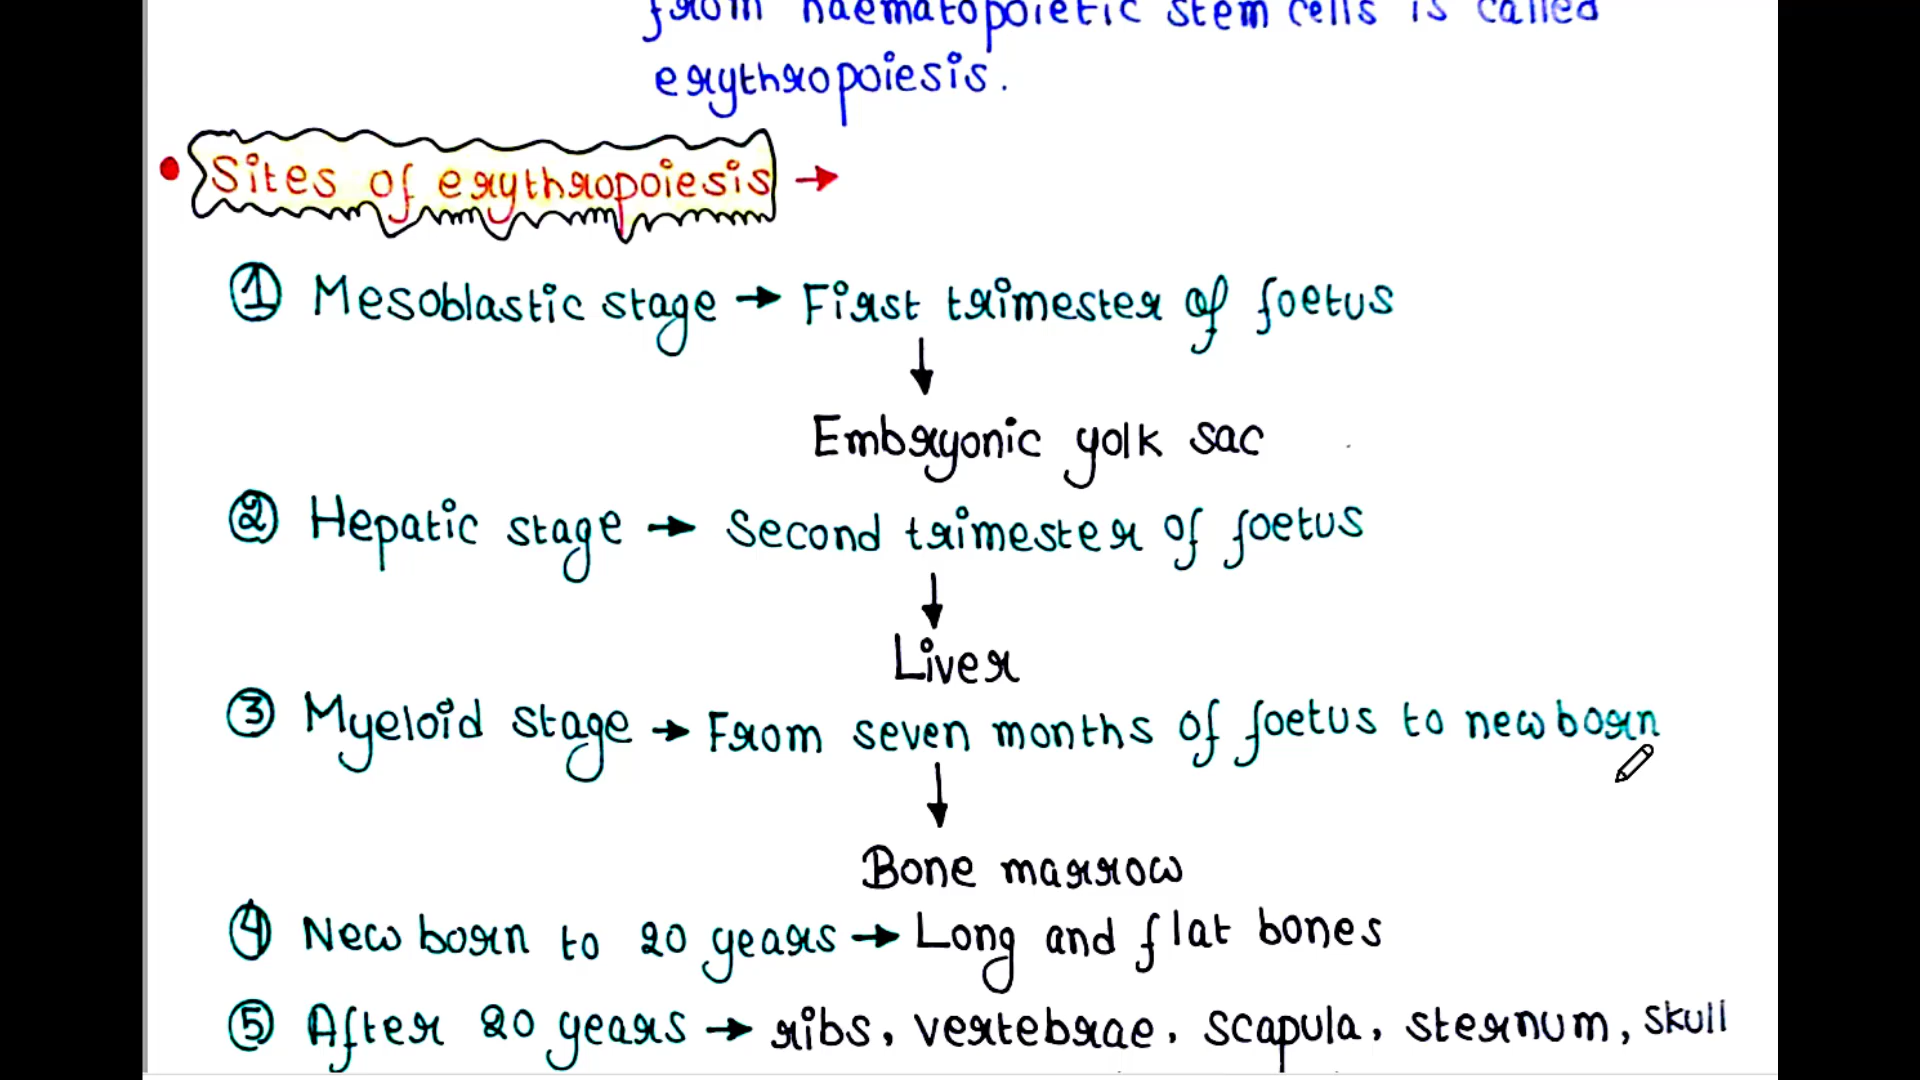 from haematopoietic stem cells is called
erythropoiesis.
• Sites of erythropoiesis →
① Mesoblastic stage → First trimester of foetus
↓
Embryonic yolk sac
② Hepatic stage → Second trimester of foetus
↓
Liver
③ Myeloid stage → From seven months of foetus to newborn
↓
Bone marrow
④ New born to 20 years → Long and flat bones
⑤ After 20 years → ribs, vertebrae, scapula, sternum, skull